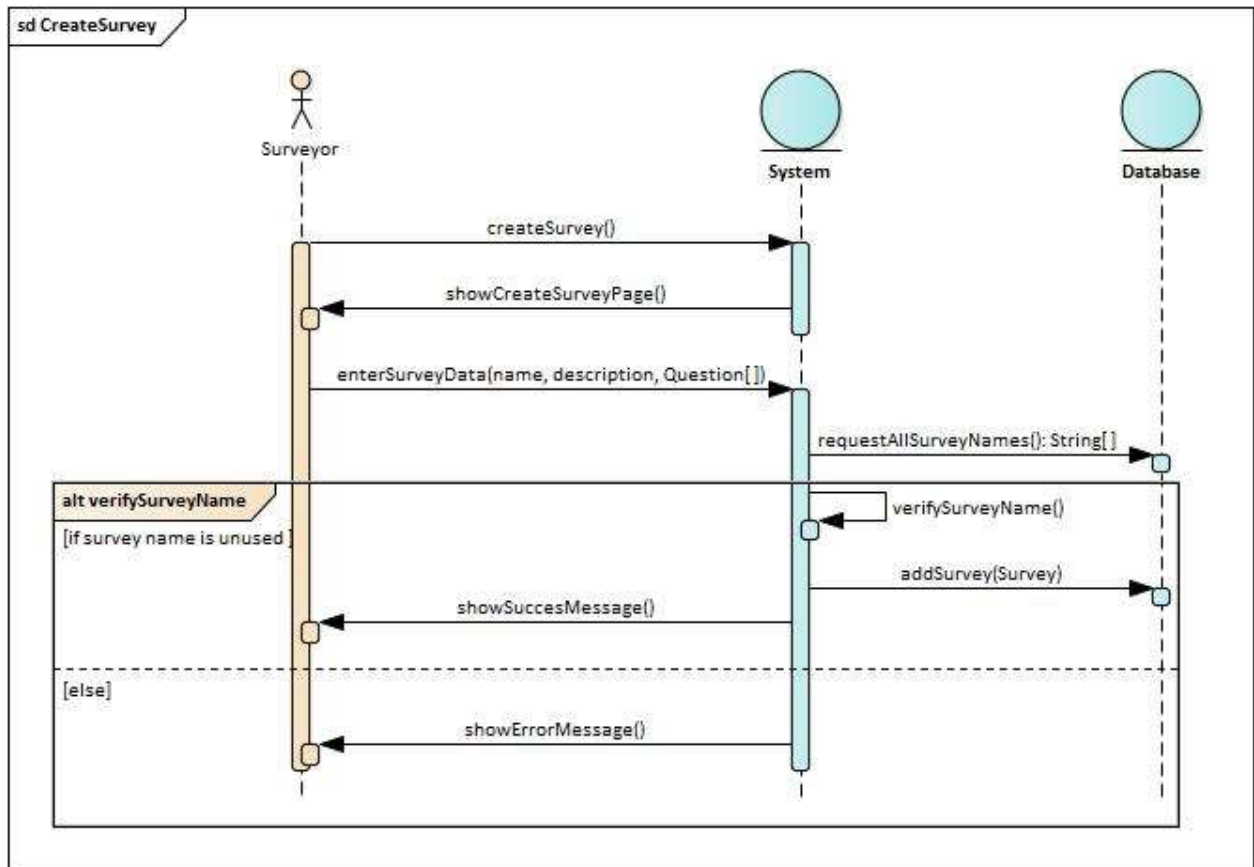 sd CreateSurvey
Surveyor
System
Database
createSurvey()
showCreateSurveyPage()
enterSurveyData(name, description, Question[])
requestAllSurveyNames(): String[]
alt verifySurveyName
verifySurveyName()
[if survey name is unused ]
addSurvey(Survey)
showSuccesMessage()
[else]
showErrorMessage()